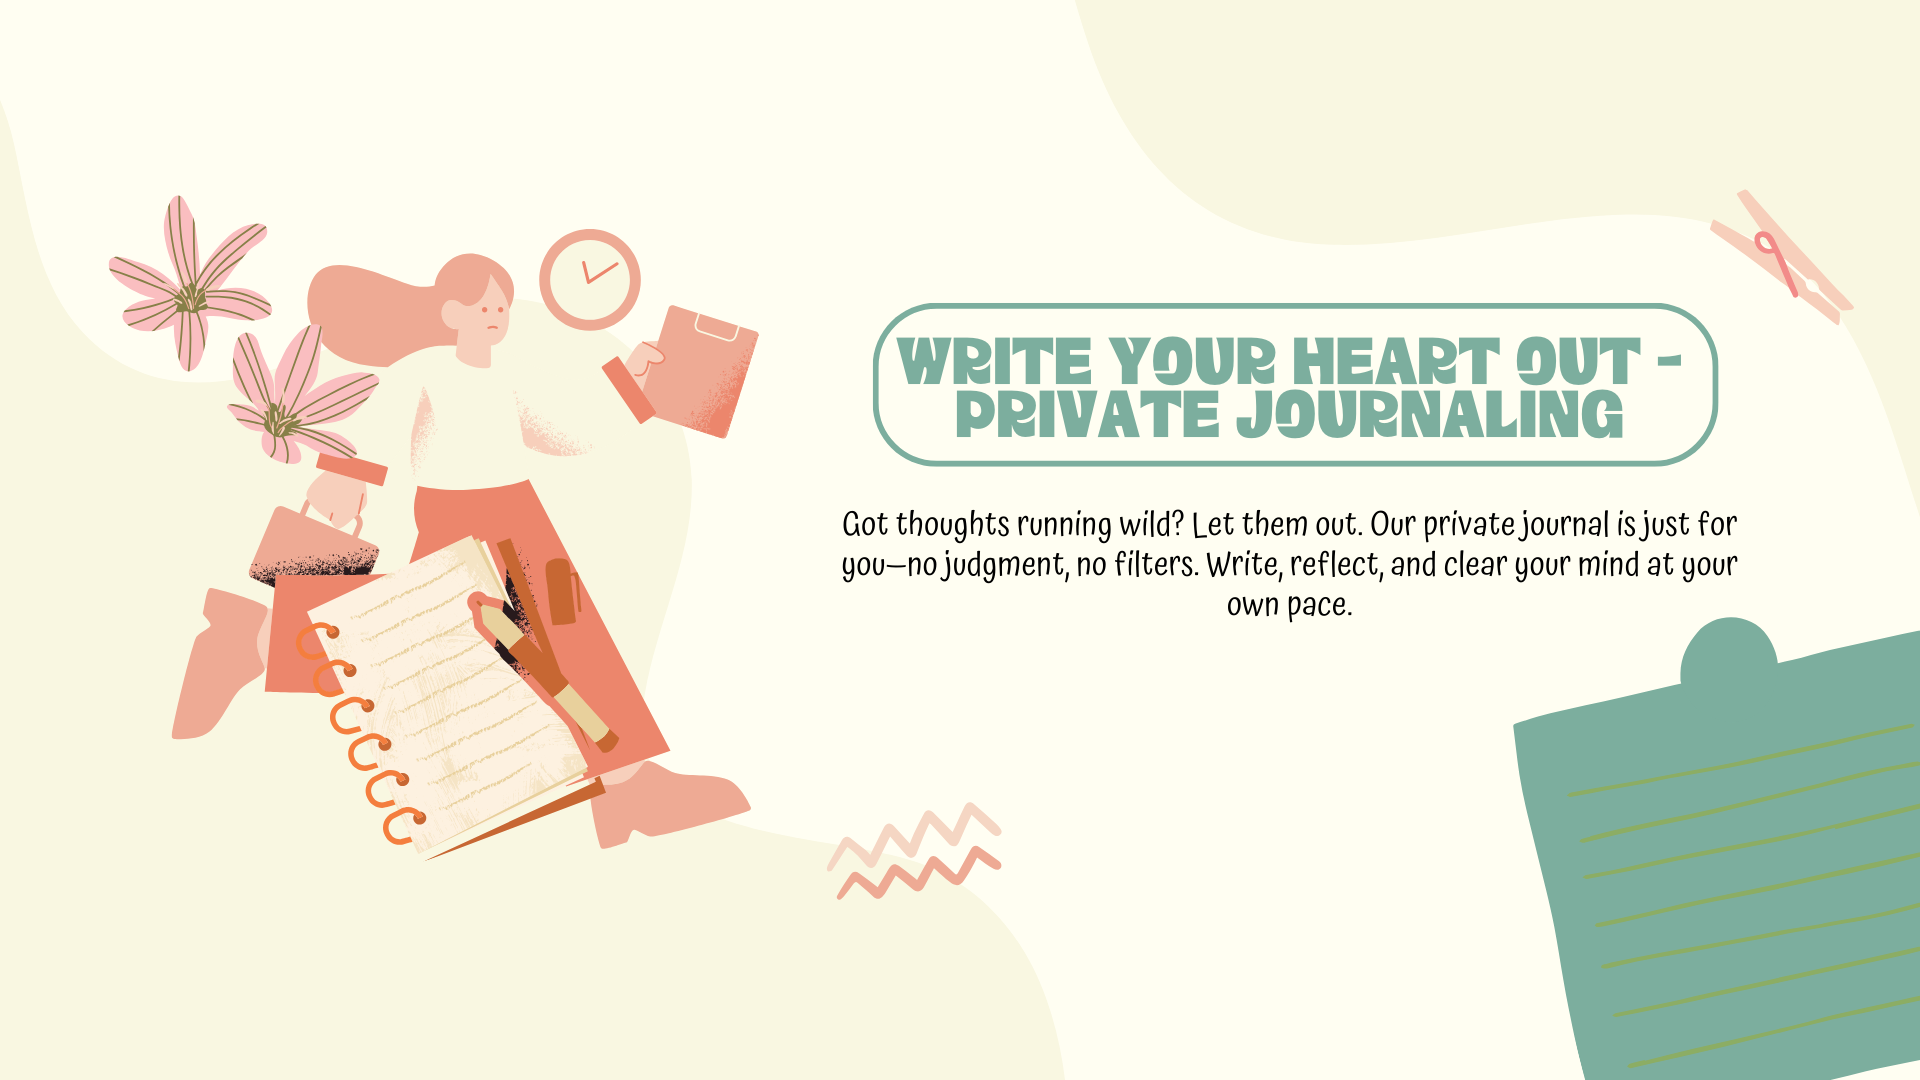 WRITE YOUR HEART OUT -
PRIVATE JOURNALING
Got thoughts running wild? Let them out. Our private journal is just for
you—no judgment, no filters. Write, reflect, and clear your mind at your
own pace.